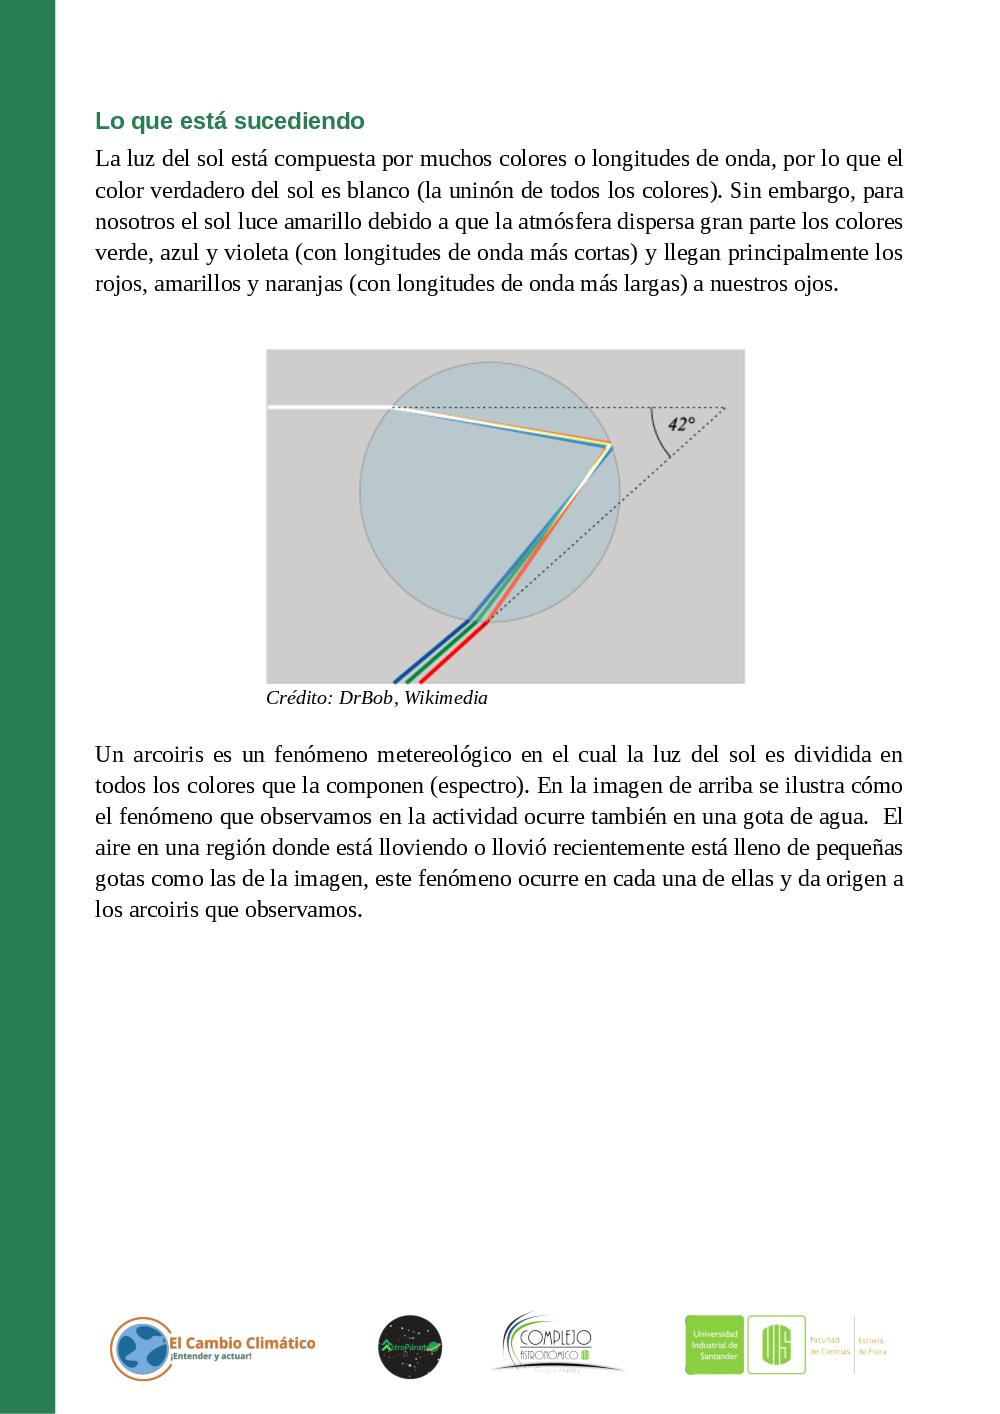 Lo que está sucediendo
La luz del sol está compuesta por muchos colores o longitudes de onda, por lo que el
color verdadero del sol es blanco (la uninón de todos los colores). Sin embargo, para
nosotros el sol luce amarillo debido a que la atmósfera dispersa gran parte los colores
verde, azul y violeta (con longitudes de onda más cortas) y llegan principalmente los
rojos, amarillos y naranjas (con longitudes de onda más largas) a nuestros ojos.
42°
Crédito: DrBob, Wikimedia
Un arcoiris es un fenómeno metereológico en el cual la luz del sol es dividida en
todos los colores que la componen (espectro). En la imagen de arriba se ilustra cómo
el fenómeno que observamos en la actividad ocurre también en una gota de agua. El
aire en una región donde está lloviendo o llovió recientemente está lleno de pequeñas
gotas como las de la imagen, este fenómeno ocurre en cada una de ellas y da origen a
los arcoiris que observamos.
El Cambio Climático
¡Entender y actuar!
COMPLEJO
ASTRONÓMICO
Grupo Halley
Universidad
Industrial de
Santander
Facultad
de Ciencias
Escuela
de Física